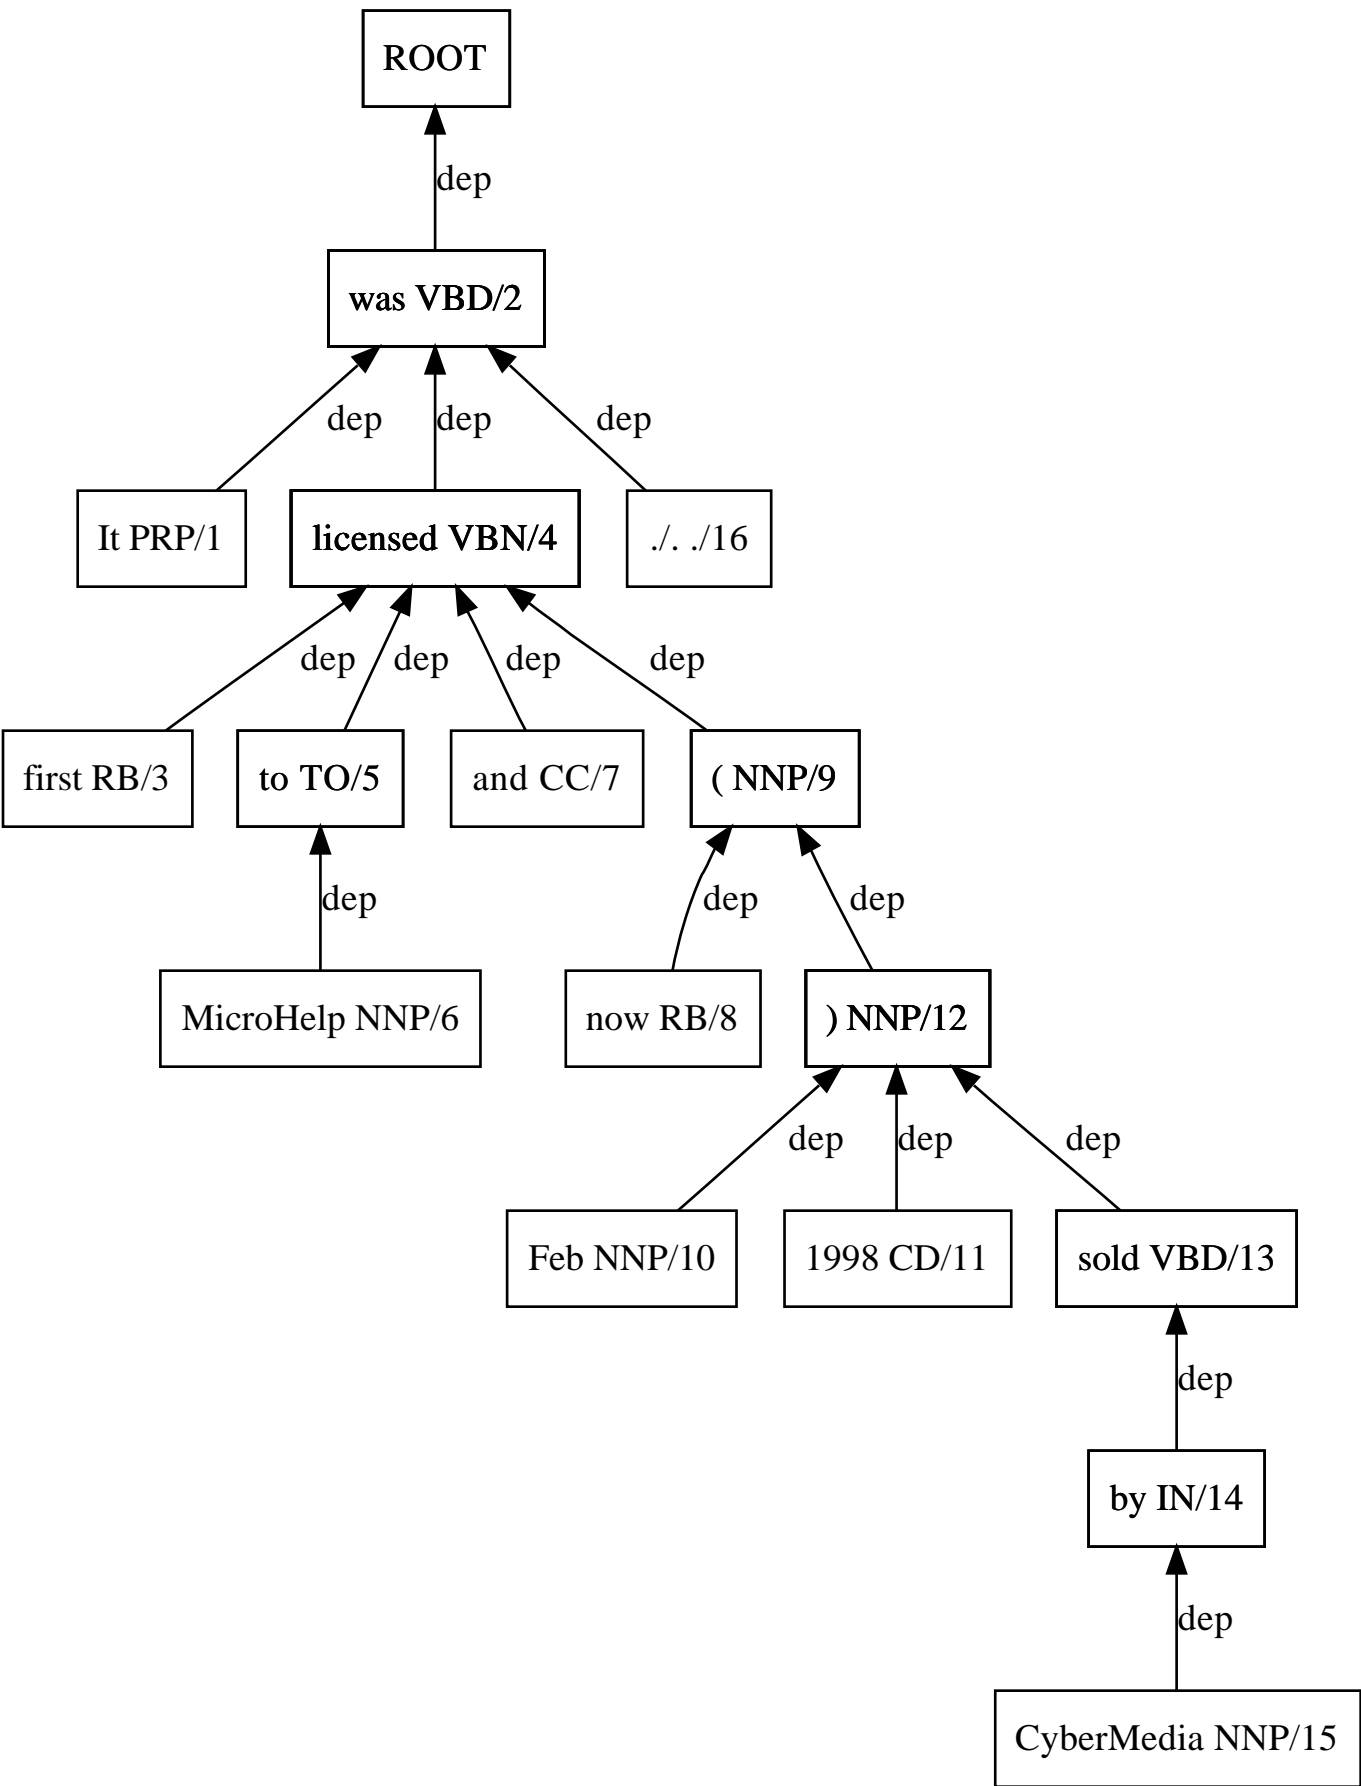 ROOT
dep
was VBD/2
dep dep dep
It PRP/1 licensed VBN/4 ./. ./16
dep dep dep dep
first RB/3 to TO/5 and CC/7 ( NNP/9
dep dep dep
MicroHelp NNP/6 now RB/8 ) NNP/12
dep dep dep
Feb NNP/10 1998 CD/11 sold VBD/13
dep
by IN/14
dep
CyberMedia NNP/15